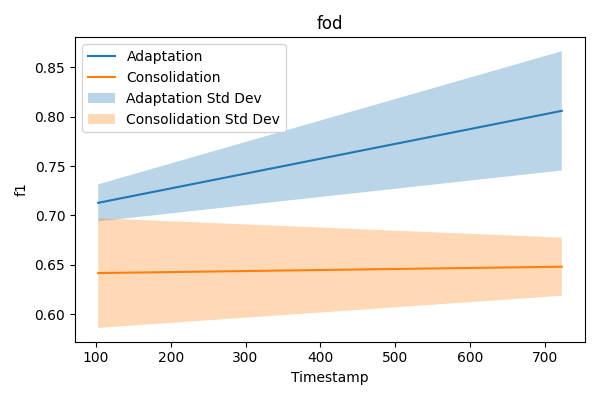 fod
Adaptation
Consolidation
Adaptation Std Dev
Consolidation Std Dev
0.85
0.80
0.75
0.70
0.65
0.60
f1
100 200 300 400 500 600 700
Timestamp